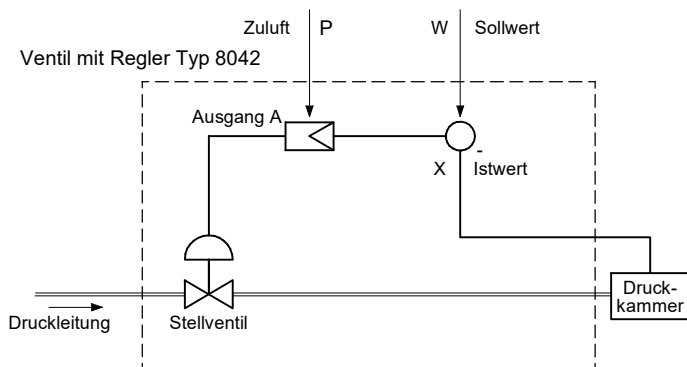 Zuluft P W Sollwert
Ventil mit Regler Typ 8042
Ausgang A
-
X Istwert
Druck-
kammer
Druckleitung Stellventil